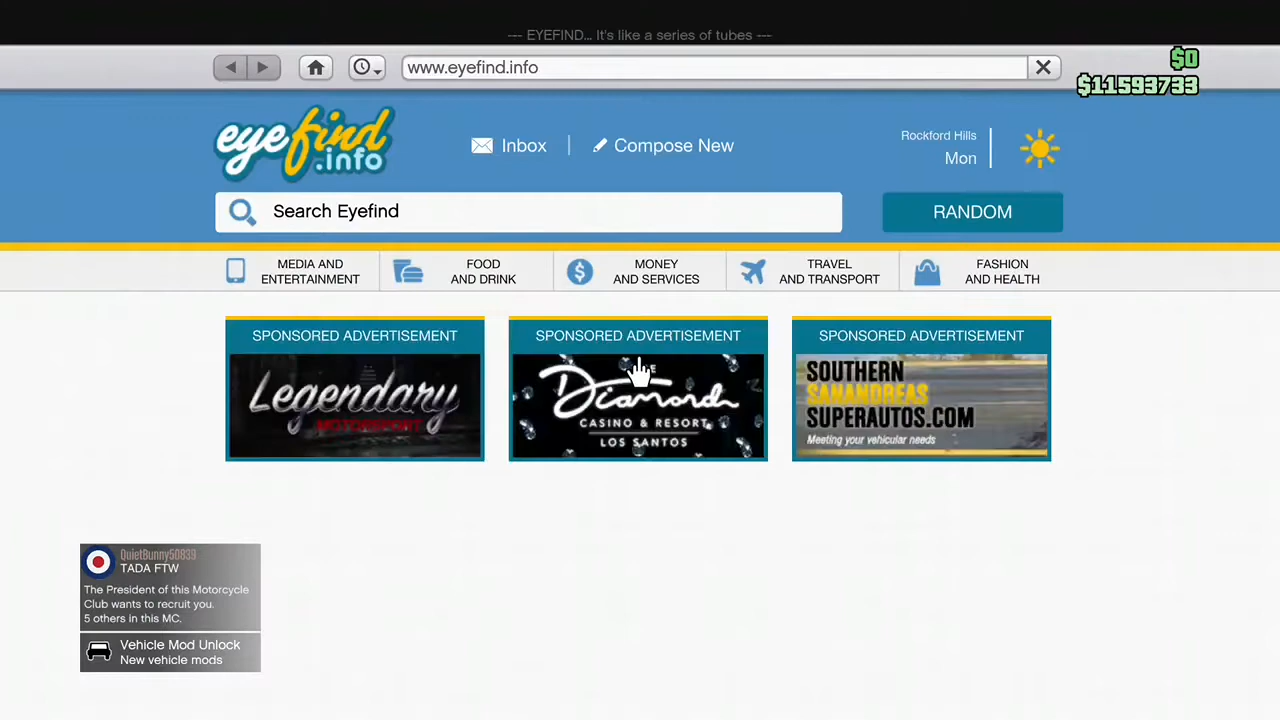 --- EYEFIND... It's like a series of tubes ---
www.eyefind.info
$0
$11593733
eyefind
.info
Inbox
Compose New
Rockford Hills
Mon
Search Eyefind
RANDOM
MEDIA AND
ENTERTAINMENT
FOOD
AND DRINK
MONEY
AND SERVICES
TRAVEL
AND TRANSPORT
FASHION
AND HEALTH
SPONSORED ADVERTISEMENT
Legendary
MOTORSPORT
SPONSORED ADVERTISEMENT
Diamond
CASINO & RESORT
LOS SANTOS
SPONSORED ADVERTISEMENT
SOUTHERN
SANANDREAS
SUPERAUTOS.COM
Meeting your vehicular needs
QuietBunny50839
TADA FTW
The President of this Motorcycle
Club wants to recruit you.
5 others in this MC.
Vehicle Mod Unlock
New vehicle mods